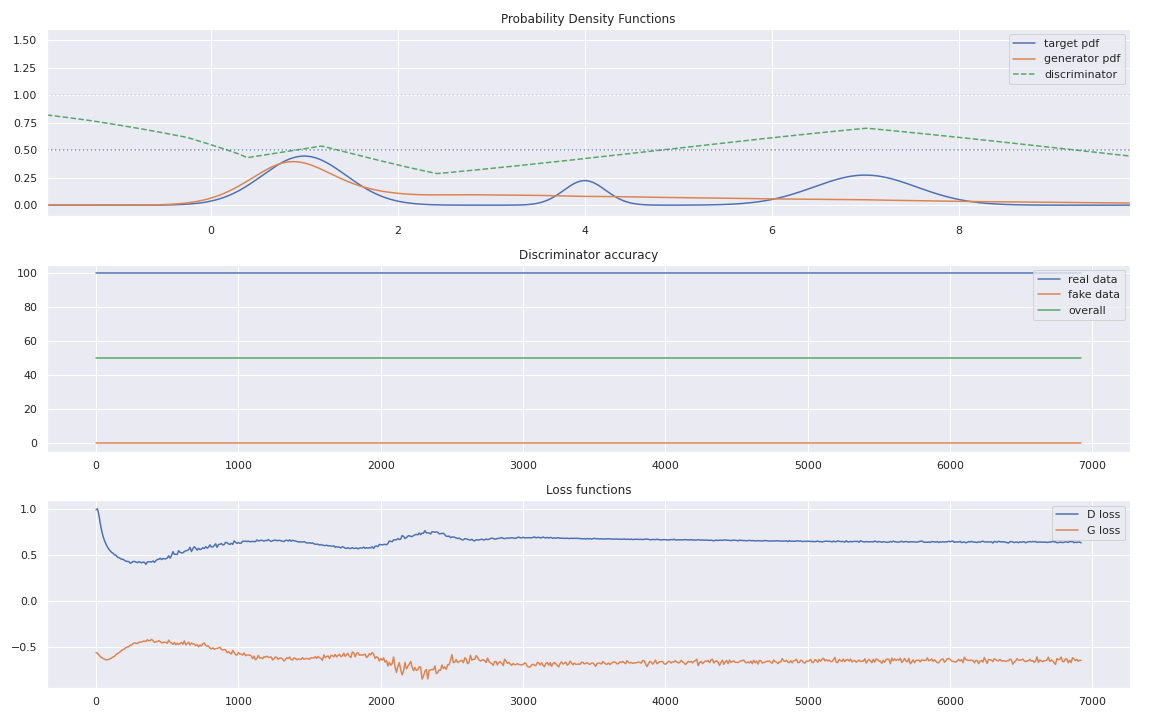 Probability Density Functions
1.50
1.25
1.00
0.75
0.50
0.25
0.00
target pdf
generator pdf
discriminator
0 2 4 6 8
Discriminator accuracy
100
80
60
40
20
0
real data
fake data
overall
0 1000 2000 3000 4000 5000 6000 7000
Loss functions
1.0
0.5
0.0
−0.5
D loss
G loss
0 1000 2000 3000 4000 5000 6000 7000